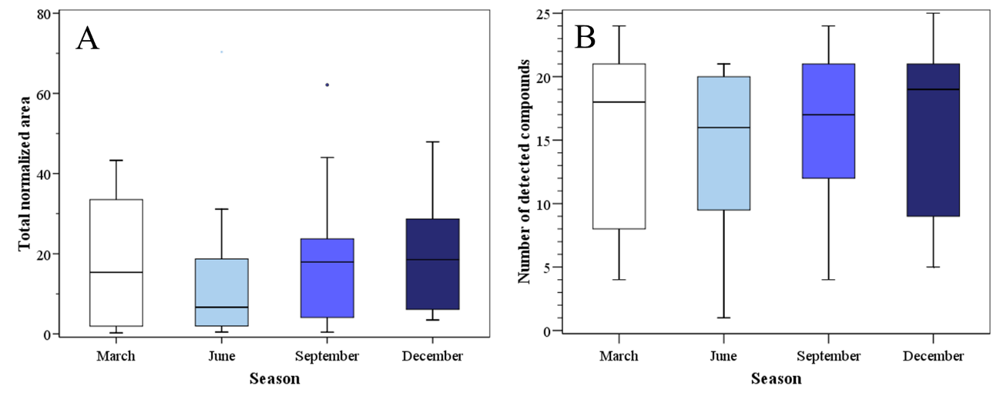 A
Total normalized area
80
60
40
20
0
March June September December
Season
B
Number of detected compounds
25
20
15
10
5
0
March June September December
Season